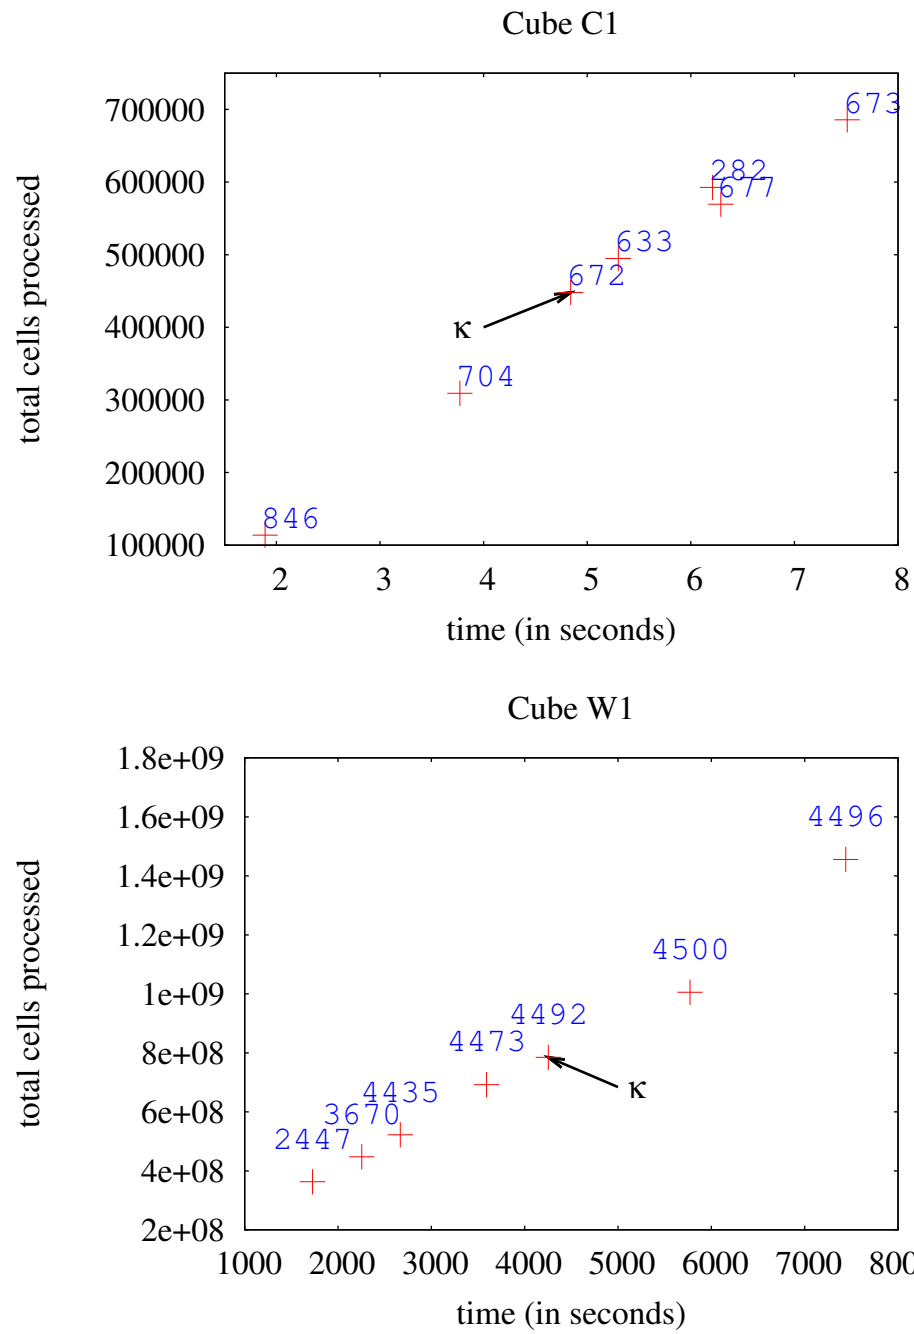 Cube C1
700000
600000
500000
400000
300000
200000
100000
total cells processed
673
282
677
633
672
κ
704
846
2 3 4 5 6 7 8
time (in seconds)
Cube W1
1.8e+09
1.6e+09
1.4e+09
1.2e+09
1e+09
8e+08
6e+08
4e+08
2e+08
total cells processed
4496
4500
4492
4473
κ
4435
3670
2447
1000 2000 3000 4000 5000 6000 7000 800
time (in seconds)